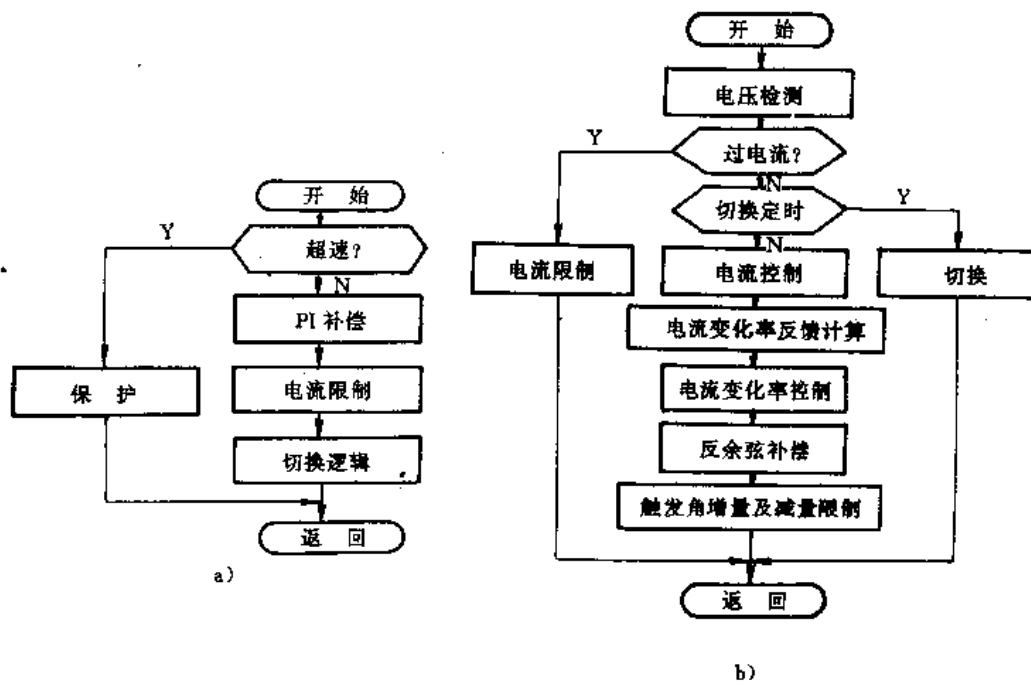 开 始
超速?
Y
N
PI补偿
电流限制
保 护
切换逻辑
返 回
a)
开 始
电压检测
过电流?
Y
N
切换定时
Y
N
电流限制
电流控制
切换
电流变化率反馈计算
电流变化率控制
反余弦补偿
触发角增量及减量限制
返 回
b)